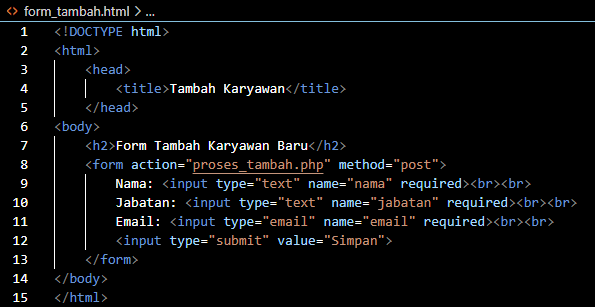 form_tambah.html > ...
1 <!DOCTYPE html>
2 <html>
3     <head>
4         <title>Tambah Karyawan</title>
5     </head>
6 <body>
7     <h2>Form Tambah Karyawan Baru</h2>
8     <form action="proses_tambah.php" method="post">
9         Nama: <input type="text" name="nama" required><br><br>
10         Jabatan: <input type="text" name="jabatan" required><br><br>
11         Email: <input type="email" name="email" required><br><br>
12         <input type="submit" value="Simpan">
13     </form>
14 </body>
15 </html>